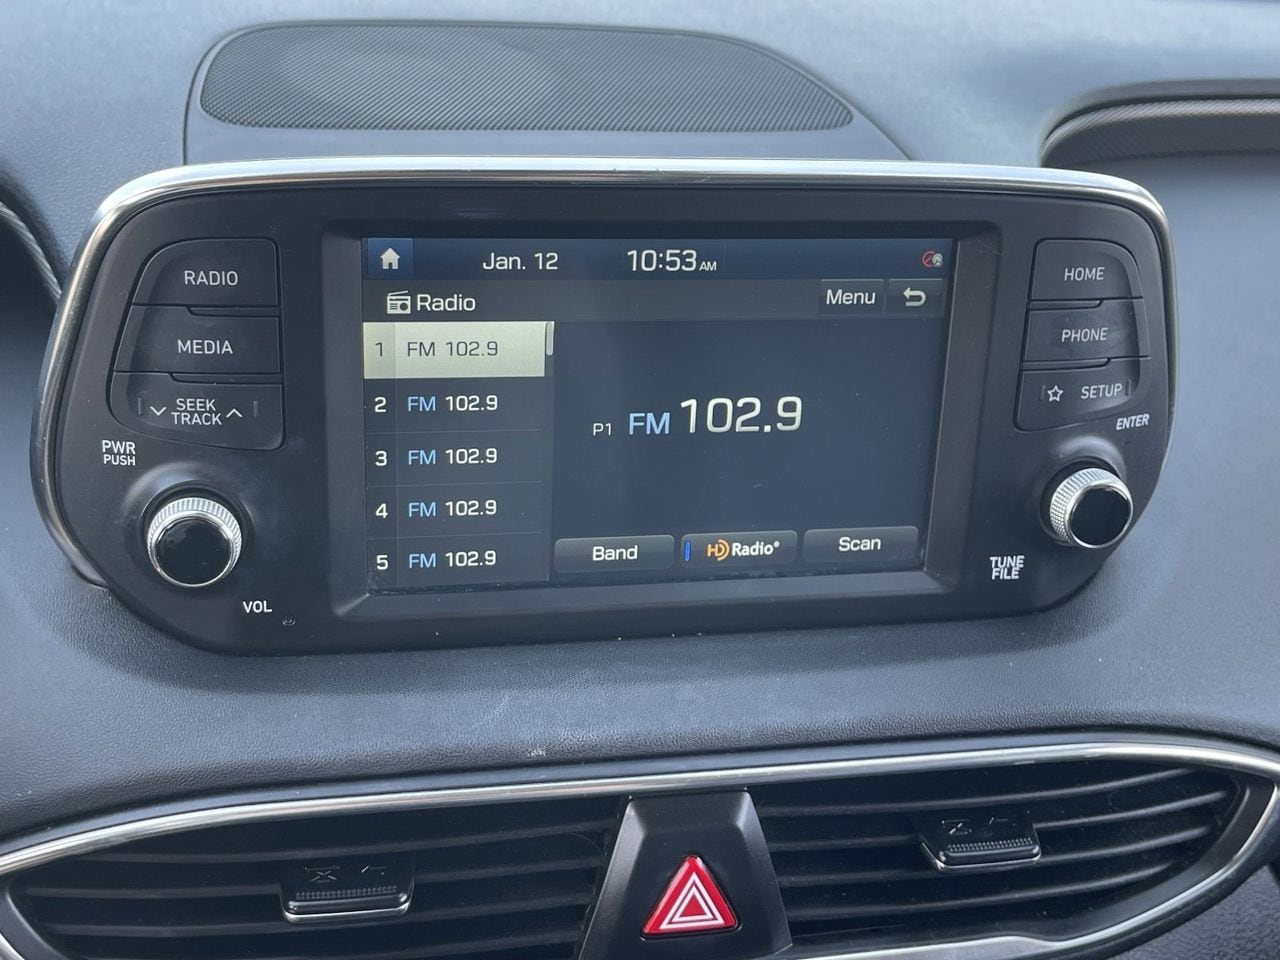 Jan. 12 10:53 AM
RADIO
HOME
Radio Menu
MEDIA
PHONE
1 FM 102.9
SEEK
TRACK
SETUP
2 FM 102.9
P1 FM 102.9
ENTER
PWR
PUSH
3 FM 102.9
4 FM 102.9
5 FM 102.9
Band HD Radio® Scan
TUNE
FILE
VOL